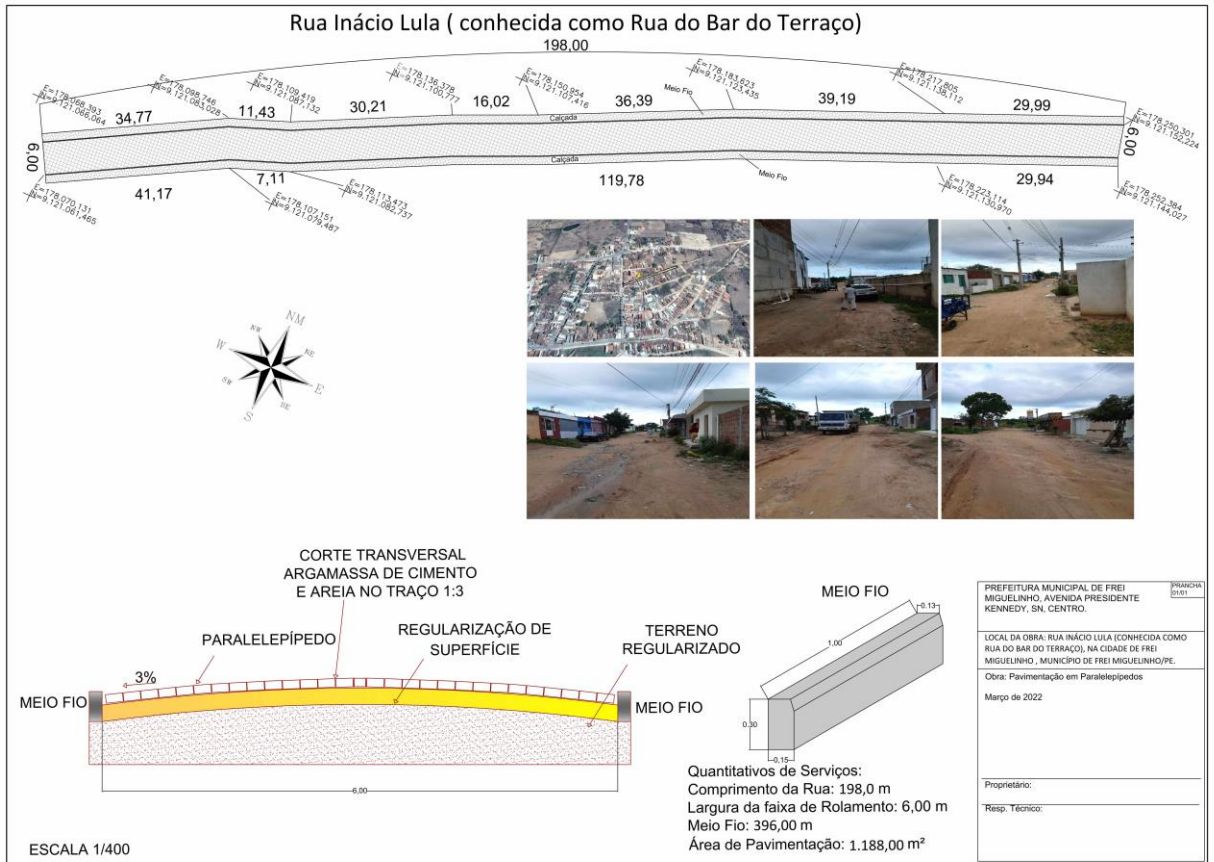 Rua Inácio Lula ( conhecida como Rua do Bar do Terraço)
198,00
E=178.068,393
N=9.121.066,064
E=178.098,746
N=9.121.083,028
E=178.109,419
N=9.121.087,132
E=178.136,378
N=9.121.100,777
E=178.150,954
N=9.121.107,416
E=178.183,623
N=9.121.123,435
E=178.217,805
N=9.121.138,112
E=178.250,301
N=9.121.152,224
34,77
11,43
30,21
16,02
36,39
Meio Fio
39,19
29,99
Calçada
6,00
6,00
Calçada
Meio Fio
41,17
7,11
119,78
29,94
E=178.070,131
N=9.121.061,465
E=178.107,151
N=9.121.079,487
E=178.113,473
N=9.121.082,737
E=178.223,114
N=9.121.130,970
E=178.252,384
N=9.121.144,027
NM
NW
NE
W
E
SW
SE
S
CORTE TRANSVERSAL
ARGAMASSA DE CIMENTO
E AREIA NO TRAÇO 1:3
PARALELEPÍPEDO
REGULARIZAÇÃO DE
SUPERFÍCIE
TERRENO
REGULARIZADO
3%
MEIO FIO
MEIO FIO
6,00
MEIO FIO
0.13
1,00
0.30
0,15
Quantitativos de Serviços:
Comprimento da Rua: 198,0 m
Largura da faixa de Rolamento: 6,00 m
Meio Fio: 396,00 m
Área de Pavimentação: 1.188,00 m²
PREFEITURA MUNICIPAL DE FREI
MIGUELINHO, AVENIDA PRESIDENTE
KENNEDY, SN, CENTRO.
PRANCHA
01/01
LOCAL DA OBRA: RUA INÁCIO LULA (CONHECIDA COMO
RUA DO BAR DO TERRAÇO), NA CIDADE DE FREI
MIGUELINHO , MUNICÍPIO DE FREI MIGUELINHO/PE.
Obra: Pavimentação em Paralelepípedos
Março de 2022
Proprietário:
Resp. Técnico:
ESCALA 1/400